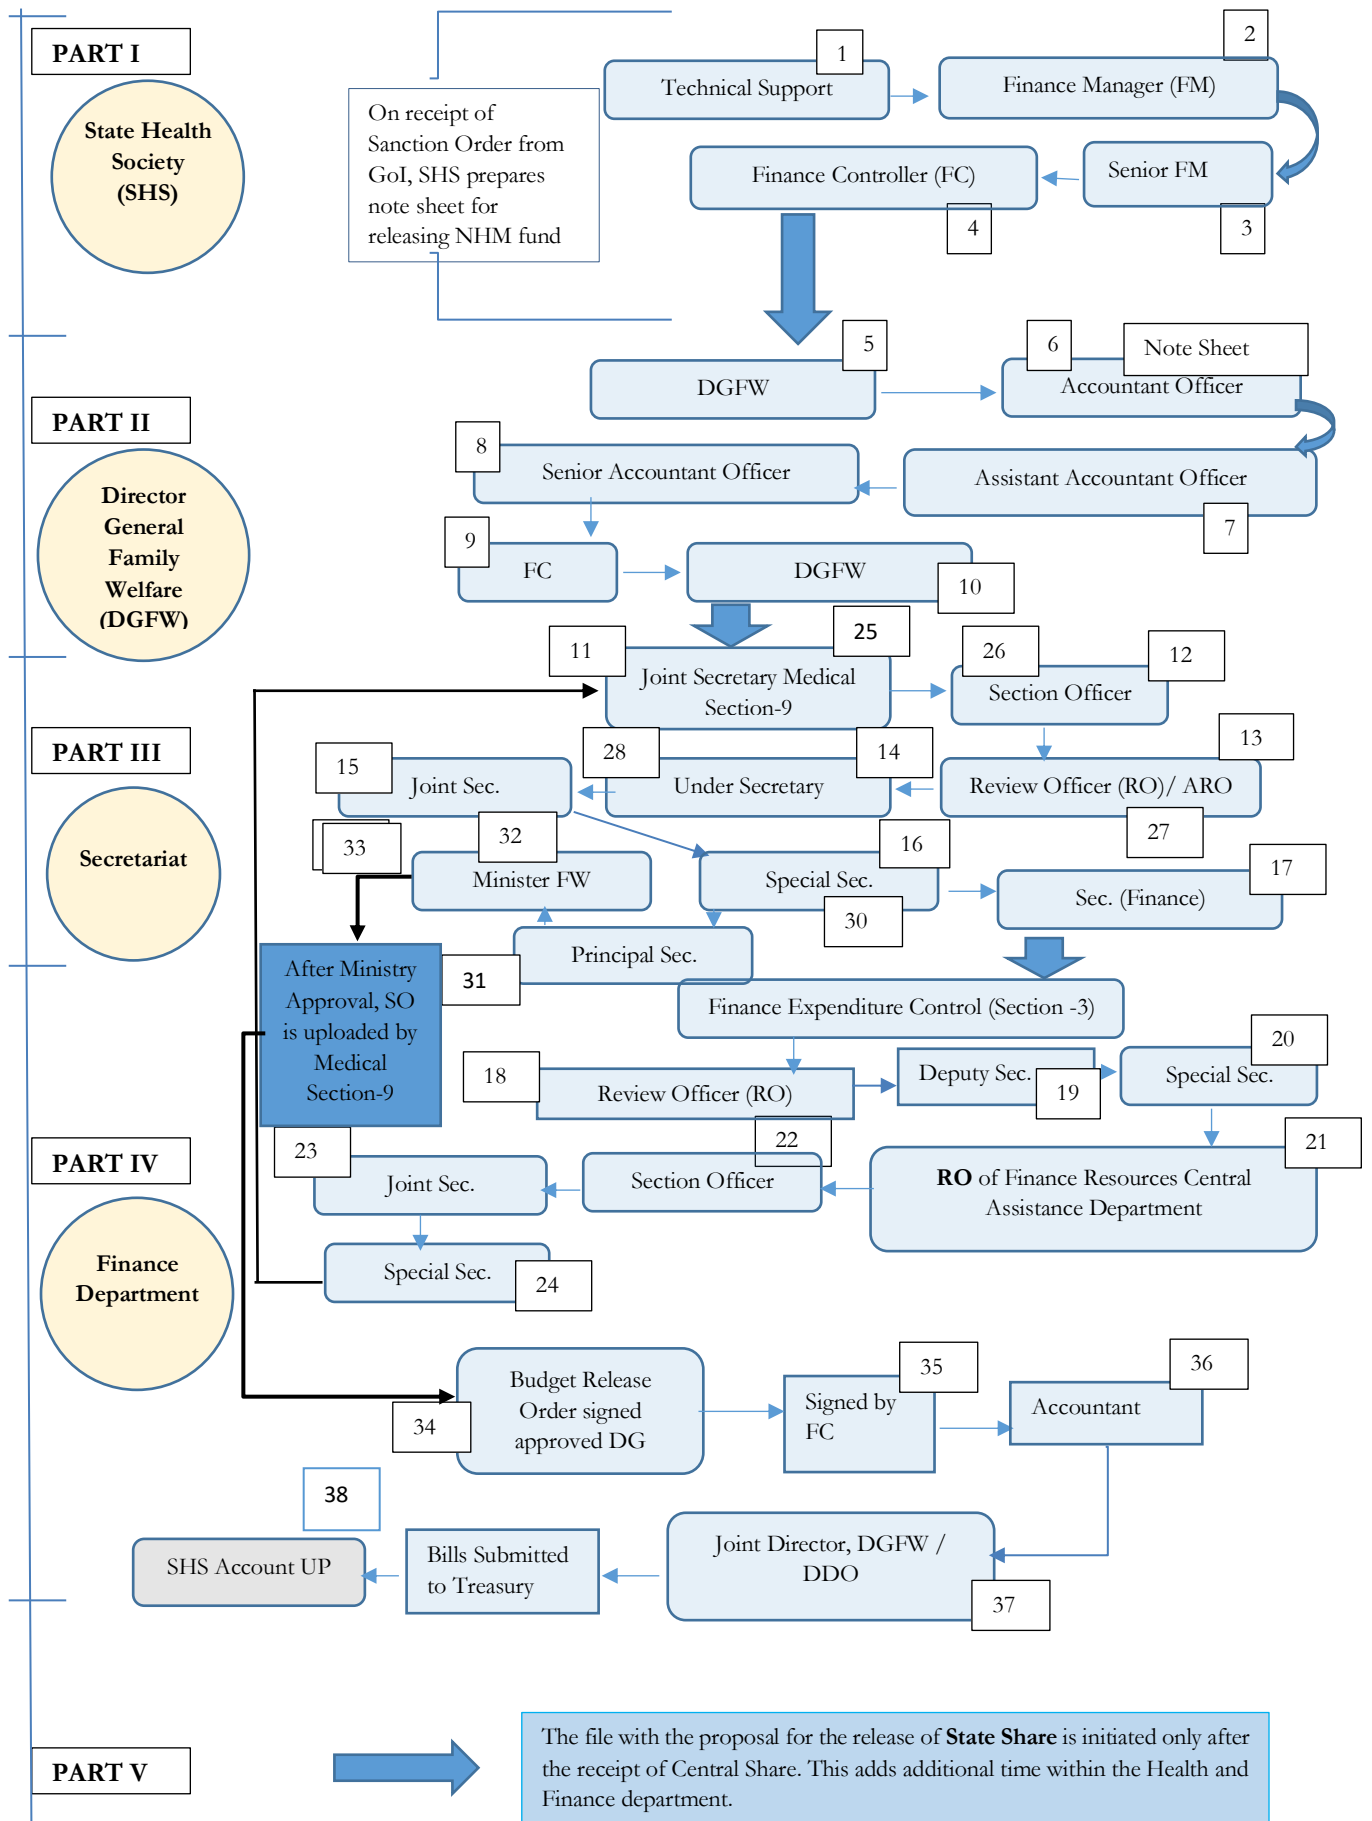 PART I
State Health
Society
(SHS)
On receipt of
Sanction Order from
GoI, SHS prepares
note sheet for
releasing NHM fund
1
Technical Support
2
Finance Manager (FM)
Senior FM
3
Finance Controller (FC)
4
PART II
Director
General
Family
Welfare
(DGFW)
5
DGFW
6
Note Sheet
Accountant Officer
Assistant Accountant Officer
7
8
Senior Accountant Officer
9
FC
DGFW
10
PART III
Secretariat
11
25
Joint Secretary Medical
Section-9
26
12
Section Officer
13
Review Officer (RO)/ ARO
27
28
14
Under Secretary
15
Joint Sec.
16
Special Sec.
30
17
Sec. (Finance)
33
32
Minister FW
Principal Sec.
31
After Ministry
Approval, SO
is uploaded by
Medical
Section-9
PART IV
Finance
Department
Finance Expenditure Control (Section -3)
18
Review Officer (RO)
Deputy Sec.
19
20
Special Sec.
21
RO of Finance Resources Central
Assistance Department
22
Section Officer
23
Joint Sec.
Special Sec.
24
34
Budget Release
Order signed
approved DG
35
Signed by
FC
36
Accountant
Joint Director, DGFW /
DDO
37
Bills Submitted
to Treasury
38
SHS Account UP
PART V
The file with the proposal for the release of State Share is initiated only after
the receipt of Central Share. This adds additional time within the Health and
Finance department.